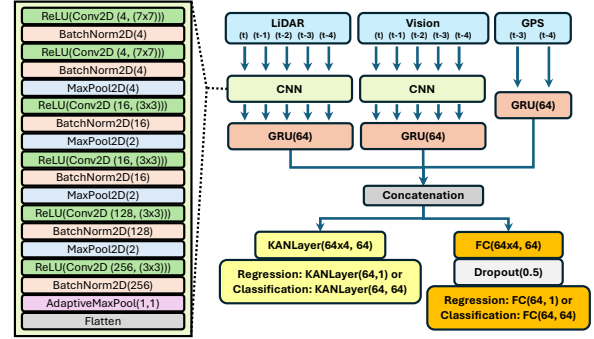 ReLU(Conv2D (4, (7x7)))
BatchNorm2D(4)
ReLU(Conv2D (4, (7x7)))
BatchNorm2D(4)
MaxPool2D(4)
ReLU(Conv2D (16, (3x3)))
BatchNorm2D(16)
MaxPool2D(2)
ReLU(Conv2D (16, (3x3)))
BatchNorm2D(16)
MaxPool2D(2)
ReLU(Conv2D (128, (3x3)))
BatchNorm2D(128)
MaxPool2D(2)
ReLU(Conv2D (256, (3x3)))
BatchNorm2D(256)
AdaptiveMaxPool(1,1)
Flatten
LiDAR
(t) (t-1) (t-2) (t-3) (t-4)
Vision
(t) (t-1) (t-2) (t-3) (t-4)
GPS
(t-3) (t-4)
CNN
CNN
GRU(64)
GRU(64)
GRU(64)
Concatenation
KANLayer(64x4, 64)
Regression: KANLayer(64,1) or
Classification: KANLayer(64, 64)
FC(64x4, 64)
Dropout(0.5)
Regression: FC(64, 1) or
Classification: FC(64, 64)